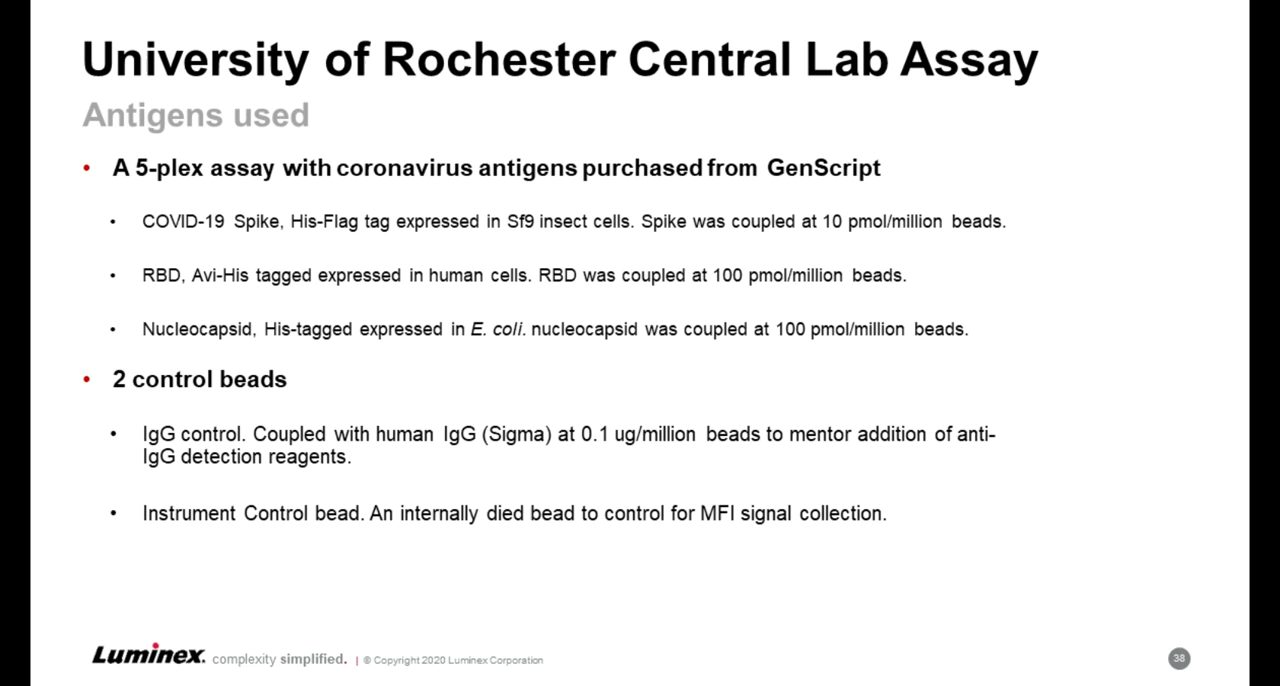 University of Rochester Central Lab Assay
Antigens used
• A 5-plex assay with coronavirus antigens purchased from GenScript
• COVID-19 Spike, His-Flag tag expressed in Sf9 insect cells. Spike was coupled at 10 pmol/million beads.
• RBD, Avi-His tagged expressed in human cells. RBD was coupled at 100 pmol/million beads.
• Nucleocapsid, His-tagged expressed in E. coli. nucleocapsid was coupled at 100 pmol/million beads.
• 2 control beads
• IgG control. Coupled with human IgG (Sigma) at 0.1 ug/million beads to mentor addition of anti-
IgG detection reagents.
• Instrument Control bead. An internally died bead to control for MFI signal collection.
Luminex. complexity simplified. | © Copyright 2020 Luminex Corporation
38